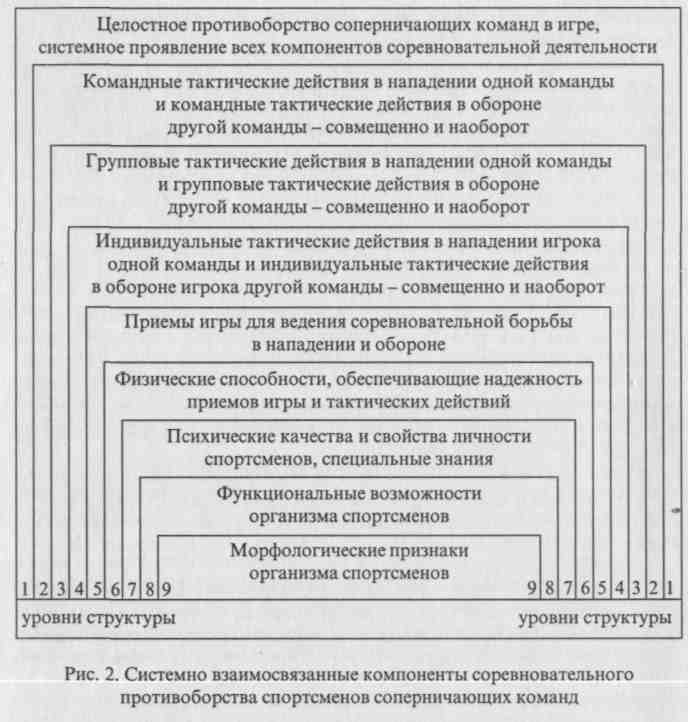 Целостное противоборство соперничающих команд в игре,
системное проявление всех компонентов соревновательной деятельности
Командные тактические действия в нападении одной команды
и командные тактические действия в обороне
другой команды – совмещенно и наоборот
Групповые тактические действия в нападении одной команды
и групповые тактические действия в обороне
другой команды – совмещенно и наоборот
Индивидуальные тактические действия в нападении игрока
одной команды и индивидуальные тактические действия
в обороне игрока другой команды – совмещенно и наоборот
Приемы игры для ведения соревновательной борьбы
в нападении и обороне
Физические способности, обеспечивающие надежность
приемов игры и тактических действий
Психические качества и свойства личности
спортсменов, специальные знания
Функциональные возможности
организма спортсменов
Морфологические признаки
организма спортсменов
1 2 3 4 5 6 7 8 9 9 8 7 6 5 4 3 2 1
уровни структуры уровни структуры
Рис. 2. Системно взаимосвязанные компоненты соревновательного
противоборства спортсменов соперничающих команд